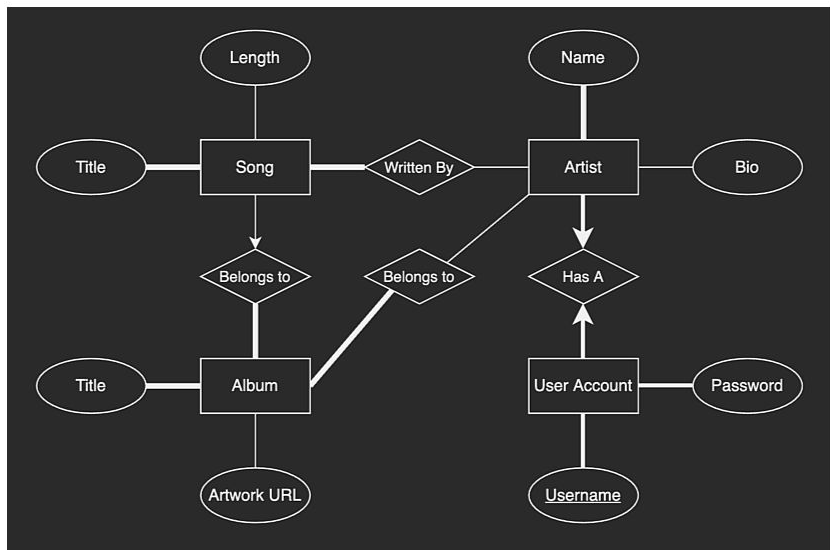 Length
Name
Title
Song
Written By
Artist
Bio
Belongs to
Belongs to
Has A
Title
Album
User Account
Password
Artwork URL
Username